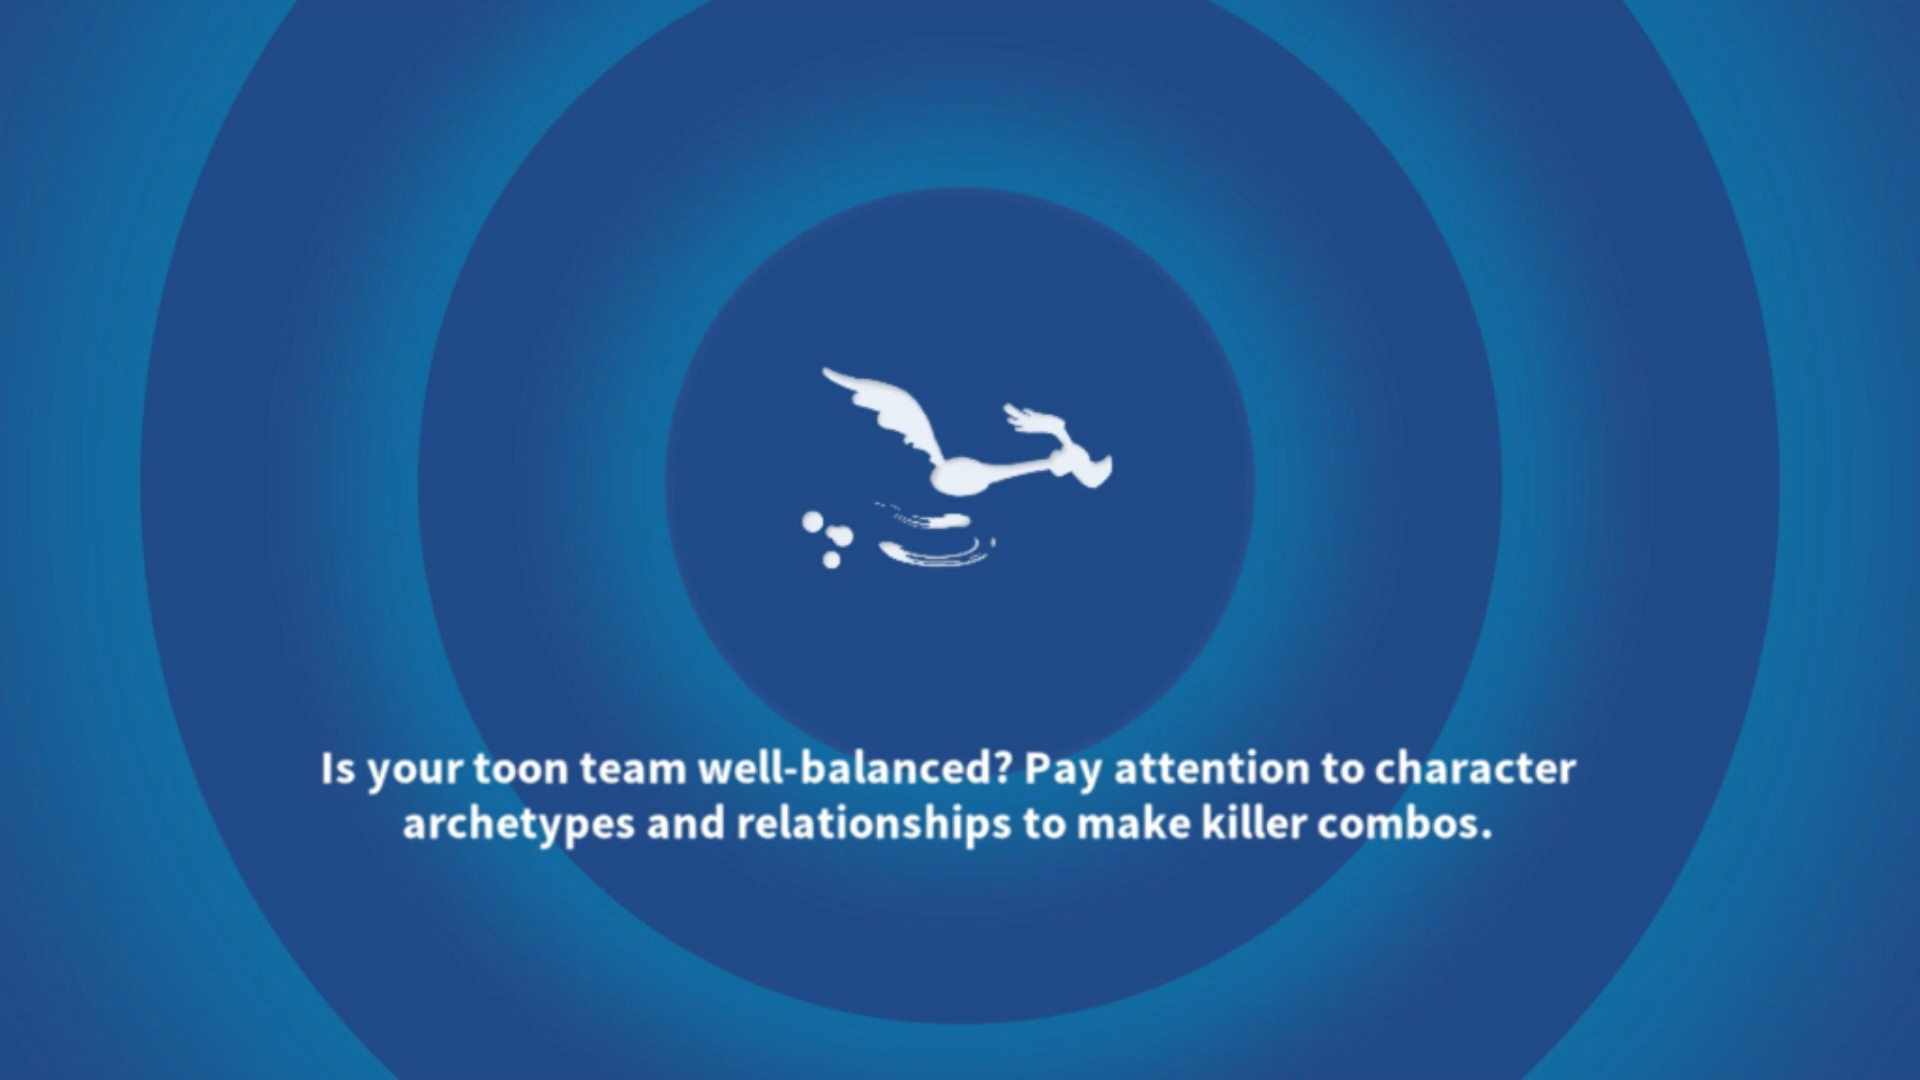 Is your toon team well-balanced? Pay attention to character
archetypes and relationships to make killer combos.